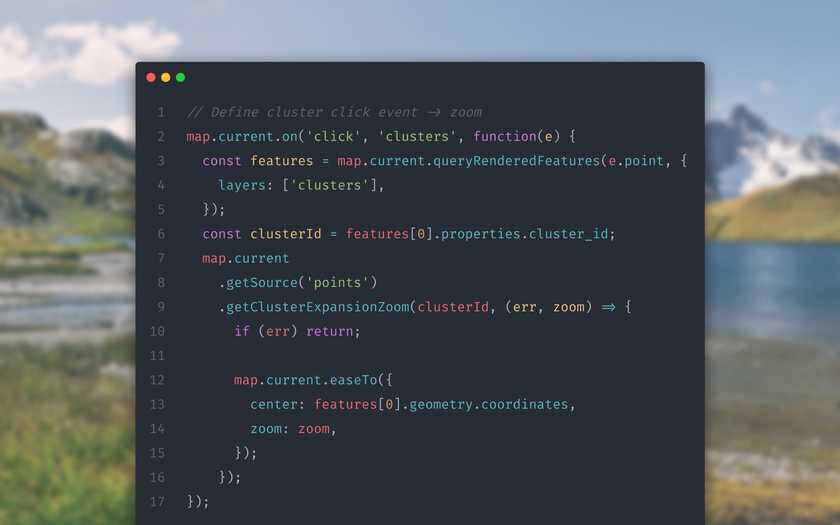 1 // Define cluster click event -> zoom
2 map.current.on('click', 'clusters', function(e) {
3 const features = map.current.queryRenderedFeatures(e.point, {
4 layers: ['clusters'],
5 });
6 const clusterId = features[0].properties.cluster_id;
7 map.current
8 .getSource('points')
9 .getClusterExpansionZoom(clusterId, (err, zoom) => {
10 if (err) return;
11
12 map.current.easeTo({
13 center: features[0].geometry.coordinates,
14 zoom: zoom,
15 });
16 });
17 });